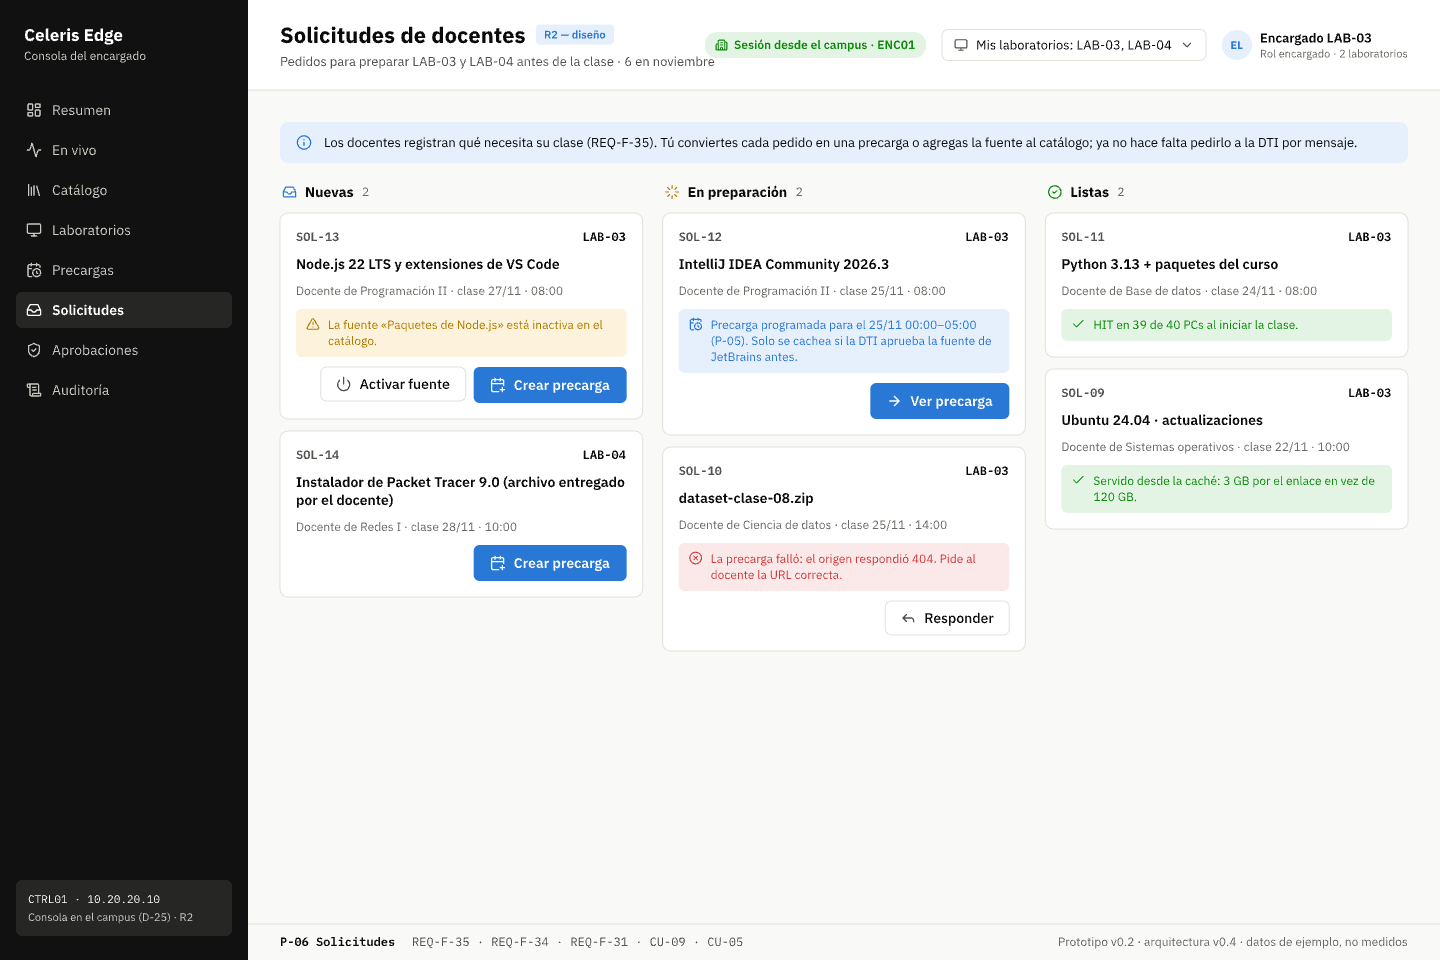 Celeris Edge
Consola del encargado
Resumen
En vivo
Catálogo
Laboratorios
Precargas
Solicitudes
Aprobaciones
Auditoría
CTRL01 · 10.20.20.10
Consola en el campus (D-25) · R2
Solicitudes de docentes
R2 — diseño
Pedidos para preparar LAB-03 y LAB-04 antes de la clase · 6 en noviembre
Sesión desde el campus · ENC01
Mis laboratorios: LAB-03, LAB-04
EL
Encargado LAB-03
Rol encargado · 2 laboratorios
Los docentes registran qué necesita su clase (REQ-F-35). Tú conviertes cada pedido en una precarga o agregas la fuente al catálogo; ya no hace falta pedirlo a la DTI por mensaje.
Nuevas 2
SOL-13 LAB-03
Node.js 22 LTS y extensiones de VS Code
Docente de Programación II · clase 27/11 · 08:00
La fuente «Paquetes de Node.js» está inactiva en el
catálogo.
Activar fuente
Crear precarga
SOL-14 LAB-04
Instalador de Packet Tracer 9.0 (archivo entregado
por el docente)
Docente de Redes I · clase 28/11 · 10:00
Crear precarga
En preparación 2
SOL-12 LAB-03
IntelliJ IDEA Community 2026.3
Docente de Programación II · clase 25/11 · 08:00
Precarga programada para el 25/11 00:00–05:00
(P-05). Solo se cachea si la DTI aprueba la fuente de
JetBrains antes.
Ver precarga
SOL-10 LAB-03
dataset-clase-08.zip
Docente de Ciencia de datos · clase 25/11 · 14:00
La precarga falló: el origen respondió 404. Pide al
docente la URL correcta.
Responder
Listas 2
SOL-11 LAB-03
Python 3.13 + paquetes del curso
Docente de Base de datos · clase 24/11 · 08:00
HIT en 39 de 40 PCs al iniciar la clase.
SOL-09 LAB-03
Ubuntu 24.04 · actualizaciones
Docente de Sistemas operativos · clase 22/11 · 10:00
Servido desde la caché: 3 GB por el enlace en vez de
120 GB.
P-06 Solicitudes REQ-F-35 · REQ-F-34 · REQ-F-31 · CU-09 · CU-05
Prototipo v0.2 · arquitectura v0.4 · datos de ejemplo, no medidos